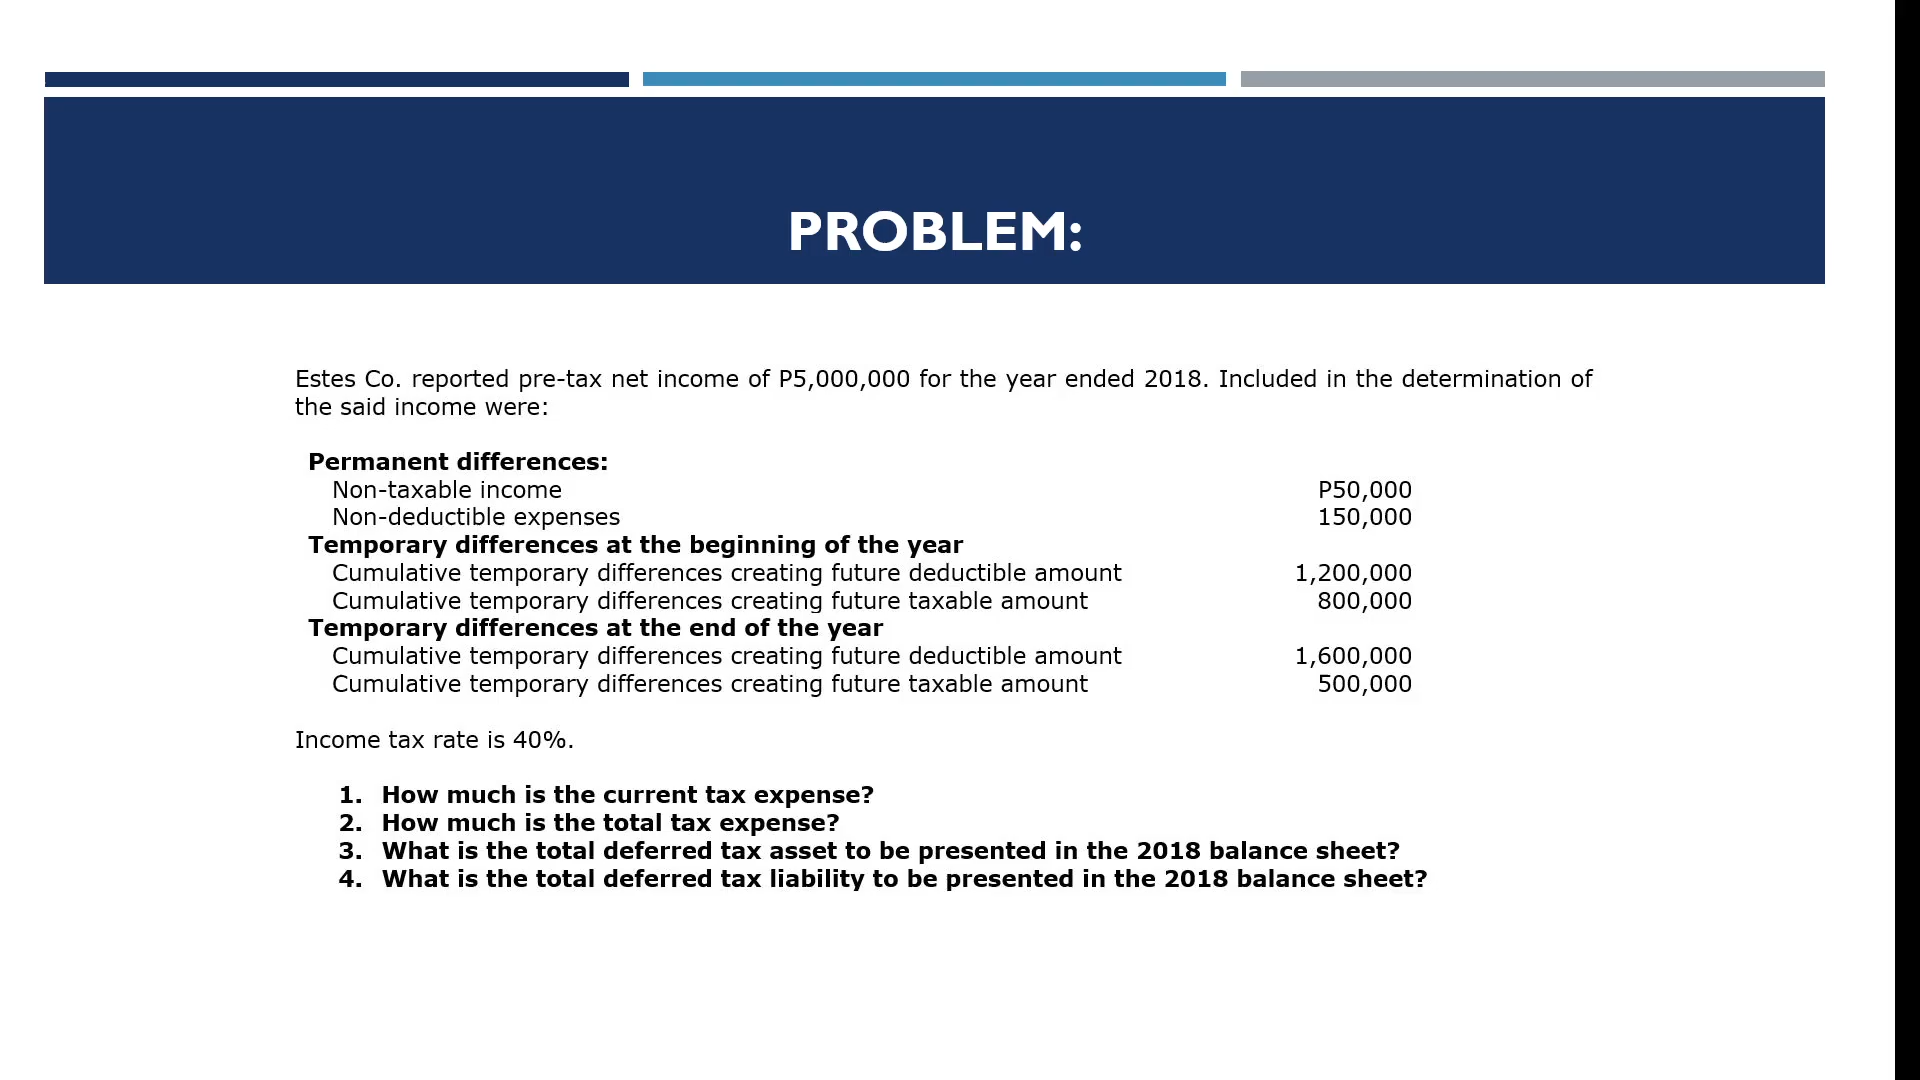 PROBLEM:
Estes Co. reported pre-tax net income of P5,000,000 for the year ended 2018. Included in the determination of
the said income were:
Permanent differences:
Non-taxable income P50,000
Non-deductible expenses 150,000
Temporary differences at the beginning of the year
Cumulative temporary differences creating future deductible amount 1,200,000
Cumulative temporary differences creating future taxable amount 800,000
Temporary differences at the end of the year
Cumulative temporary differences creating future deductible amount 1,600,000
Cumulative temporary differences creating future taxable amount 500,000
Income tax rate is 40%.
1. How much is the current tax expense?
2. How much is the total tax expense?
3. What is the total deferred tax asset to be presented in the 2018 balance sheet?
4. What is the total deferred tax liability to be presented in the 2018 balance sheet?